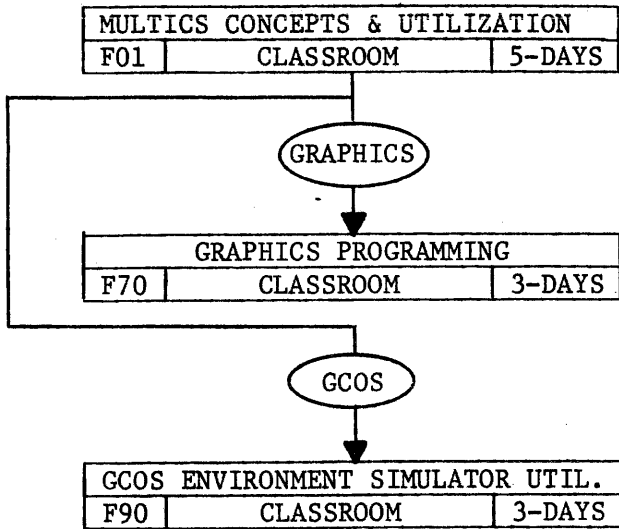 MULTICS CONCEPTS & UTILIZATION
F01 CLASSROOM 5-DAYS
GRAPHICS
GRAPHICS PROGRAMMING
F70 CLASSROOM 3-DAYS
GCOS
GCOS ENVIRONMENT SIMULATOR UTIL.
F90 CLASSROOM 3-DAYS